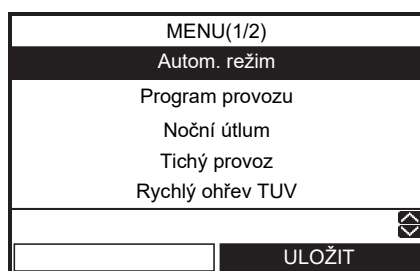 MENU(1/2)
Autom. režim
Program provozu
Noční útlum
Tichý provoz
Rychlý ohřev TUV
ULOŽIT